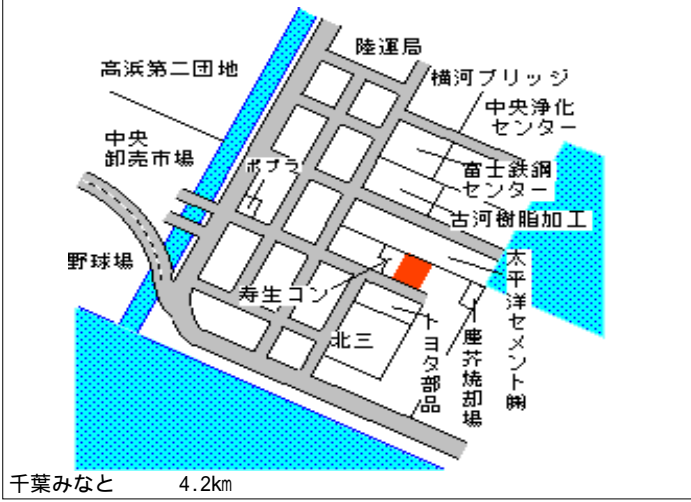 陸運局
高浜第二団地
横河ブリッジ
中央浄化
センター
中央
卸売市場
ポプラ
富士鉄鋼
センター
古河樹脂加工
野球場
太平洋セメント㈱
寿生コン
北三
トヨタ部品
塵芥焼却場
千葉みなと 4.2km